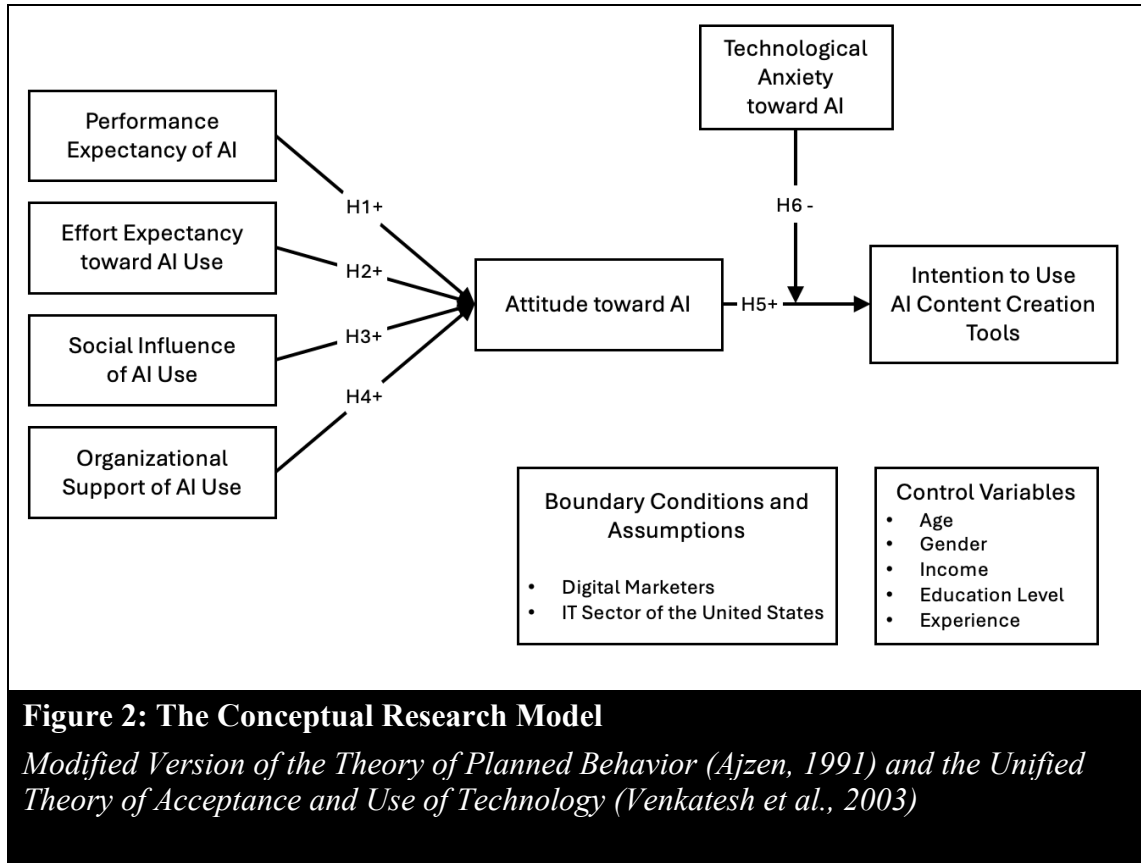 Technological
Anxiety
toward AI
Performance
Expectancy of AI
H1+
H6 -
Effort Expectancy
toward AI Use
H2+
Attitude toward AI
H5+
Intention to Use
AI Content Creation
Tools
Social Influence
of AI Use
H3+
H4+
Organizational
Support of AI Use
Boundary Conditions and
Assumptions
• Digital Marketers
• IT Sector of the United States
Control Variables
• Age
• Gender
• Income
• Education Level
• Experience
Figure 2: The Conceptual Research Model
Modified Version of the Theory of Planned Behavior (Ajzen, 1991) and the Unified
Theory of Acceptance and Use of Technology (Venkatesh et al., 2003)